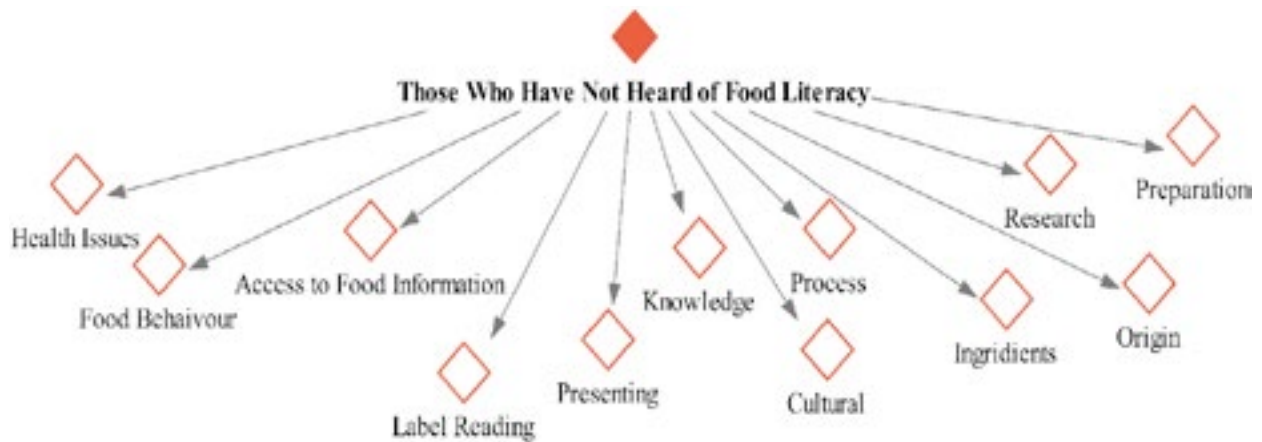 Those Who Have Not Heard of Food Literacy
Preparation
Research
Health Issues
Access to Food Information
Process
Knowledge
Food Behaivour
Origin
Ingridients
Presenting
Cultural
Label Reading